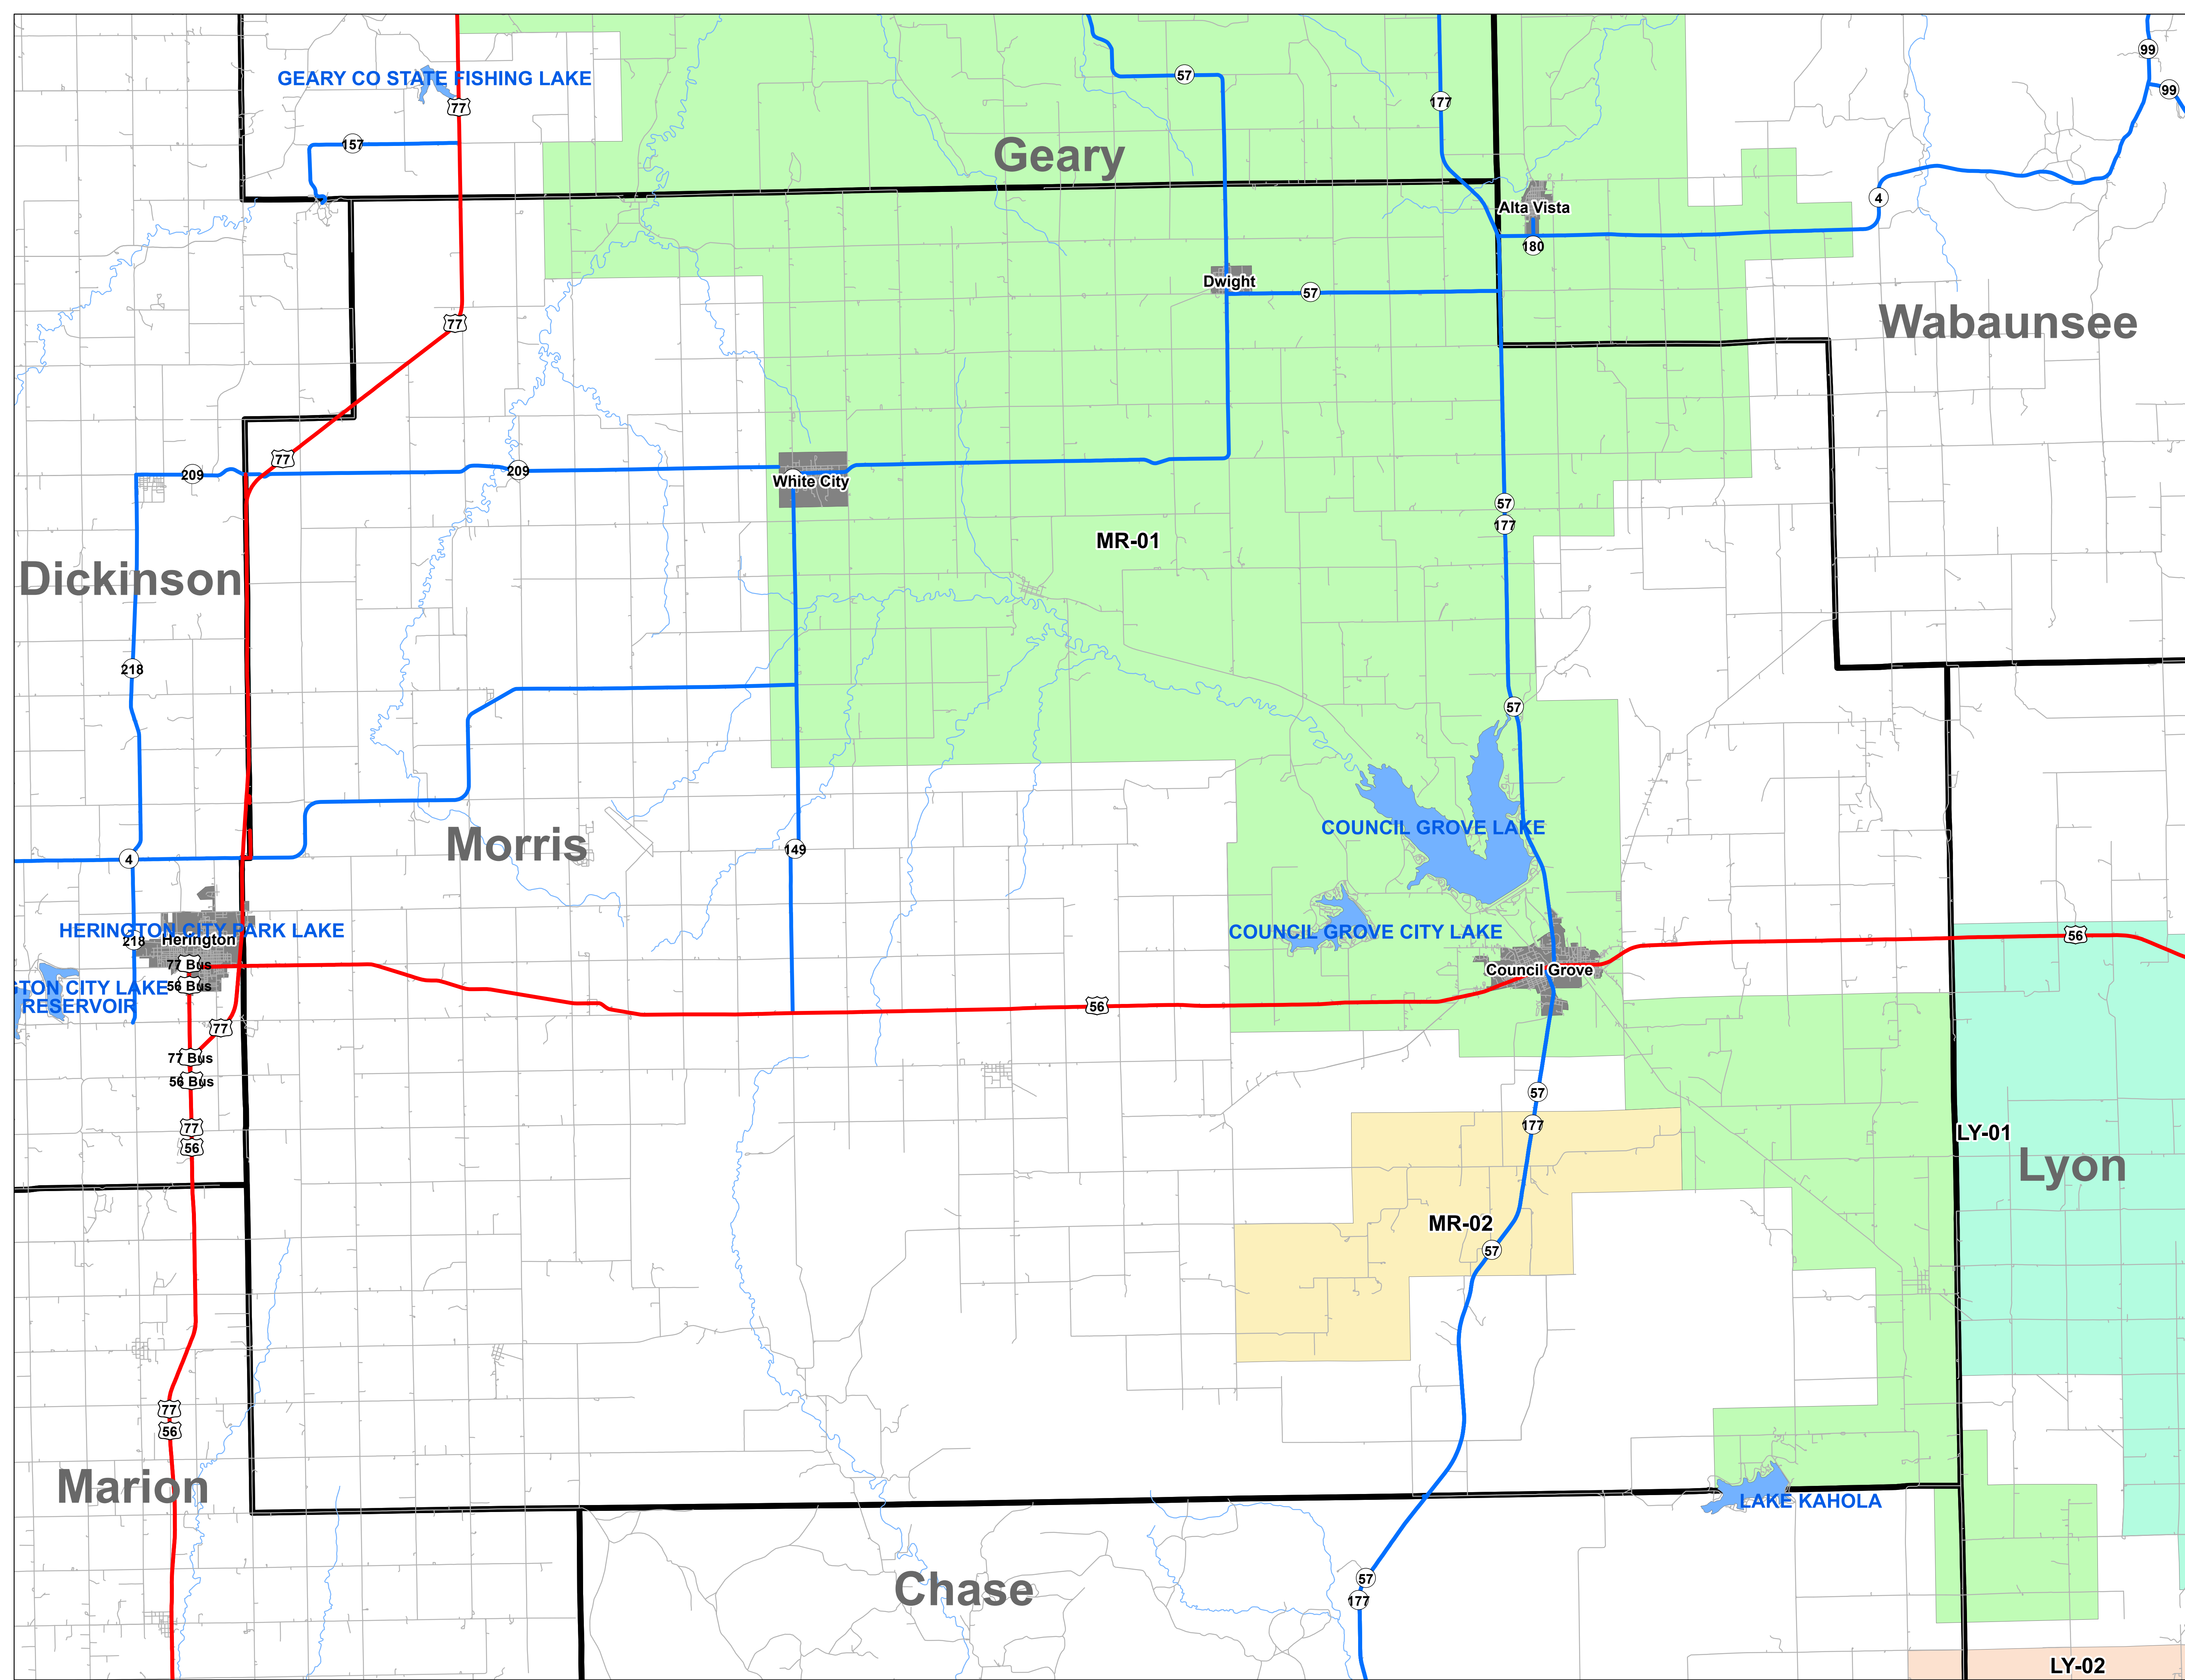 99
99
GEARY CO STATE FISHING LAKE
77
57
177
157
Geary
4
Alta Vista
180
Dwight
57
77
Wabaunsee
77
209
209
White City
57
177
MR-01
Dickinson
218
57
COUNCIL GROVE LAKE
Morris
149
4
HERINGTON CITY PARK LAKE
218
Herington
COUNCIL GROVE CITY LAKE
56
77 Bus
56 Bus
Council Grove
GTON CITY LAKE
RESERVOIR
56
77
77 Bus
56 Bus
57
177
77
56
LY-01
Lyon
MR-02
57
77
56
Marion
LAKE KAHOLA
Chase
57
177
LY-02